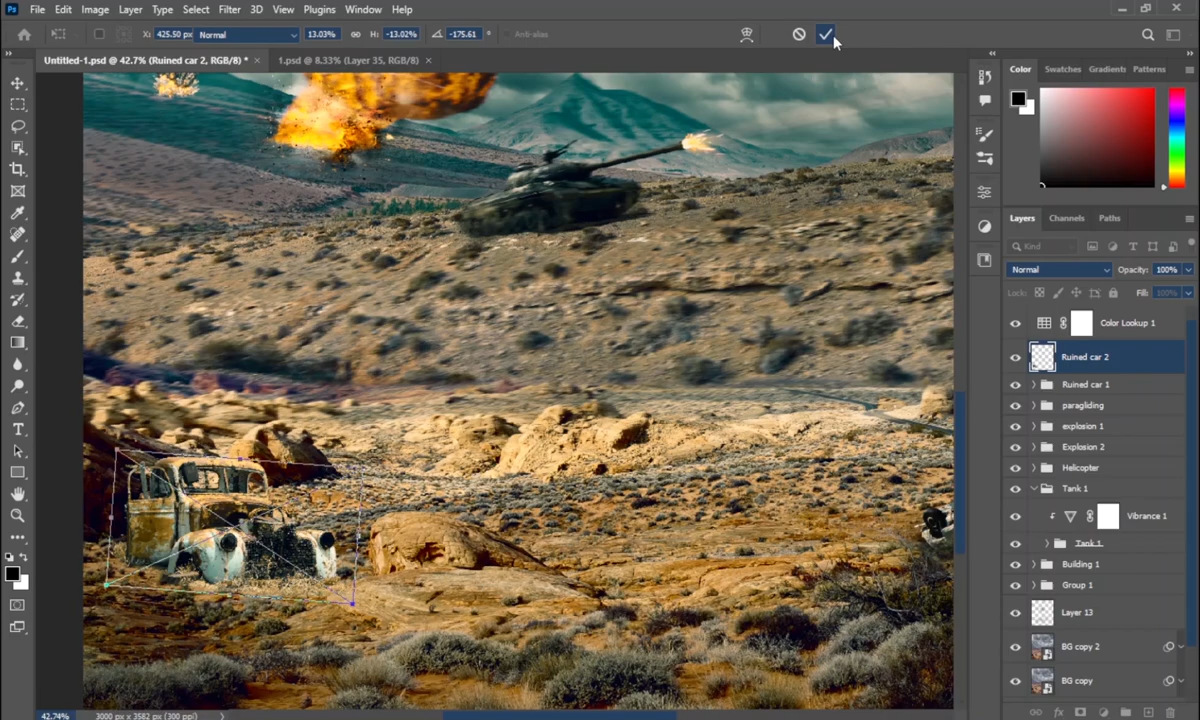 Ps File Edit Image Layer Type Select Filter 3D View Plugins Window Help
X: 425.50 px Normal 13.03% H: -13.02% -175.61 ° Anti-alias
Untitled-1.psd @ 42.7% (Ruined car 2, RGB/8) * × 1.psd @ 8.33% (Layer 35, RGB/8) ×
Color Swatches Gradients Patterns
Layers Channels Paths
Kind
Normal Opacity: 100%
Lock: Fill: 100%
Color Lookup 1
Ruined car 2
Ruined car 1
paragliding
explosion 1
Explosion 2
Helicopter
Tank 1
Vibrance 1
Tank 1
Building 1
Group 1
Layer 13
BG copy 2
BG copy
42.74% 3000 px x 3582 px (300 ppi)